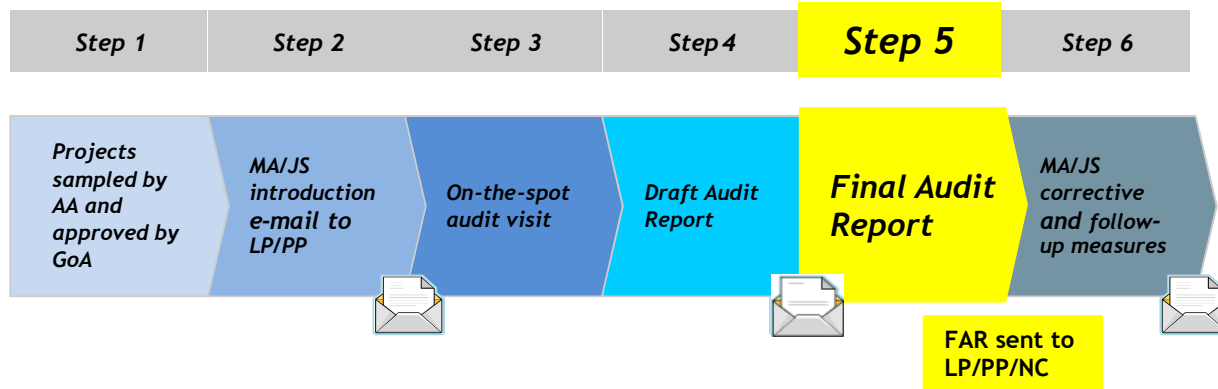 Step 1
Step 2
Step 3
Step 4
Step 5
Step 6
Projects
sampled by
AA and
approved by
GoA
MA/JS
introduction
e-mail to
LP/PP
On-the-spot
audit visit
Draft Audit
Report
Final Audit
Report
MA/JS
corrective
and follow-
up measures
FAR sent to
LP/PP/NC